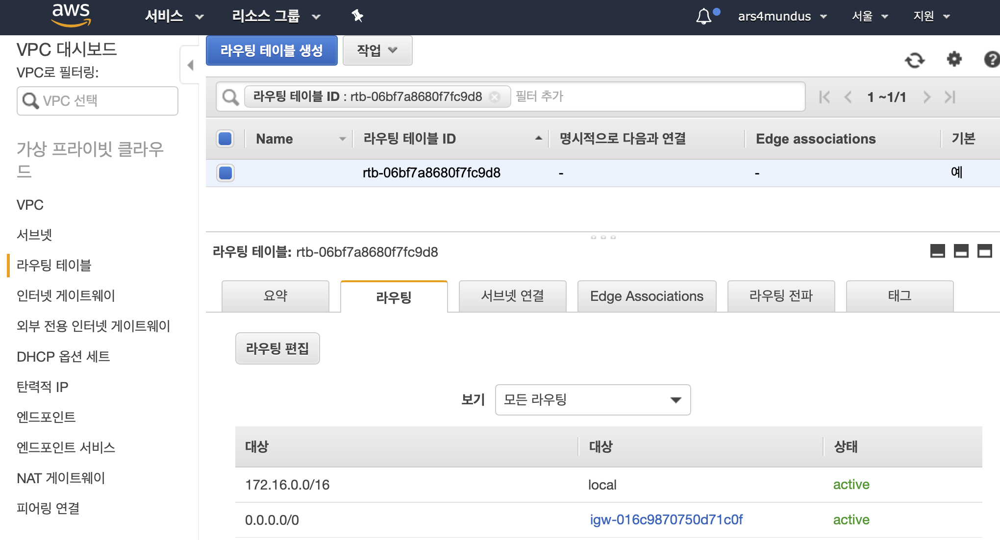 aws 서비스 리소스 그룹 ars4mundus 서울 지원
VPC 대시보드
VPC로 필터링:
VPC 선택
가상 프라이빗 클라우
드
VPC
서브넷
라우팅 테이블
인터넷 게이트웨이
외부 전용 인터넷 게이트웨이
DHCP 옵션 세트
탄력적 IP
엔드포인트
엔드포인트 서비스
NAT 게이트웨이
피어링 연결
라우팅 테이블 생성 작업
라우팅 테이블 ID : rtb-06bf7a8680f7fc9d8 필터 추가 1 ~1/1
Name 라우팅 테이블 ID 명시적으로 다음과 연결 Edge associations 기본
rtb-06bf7a8680f7fc9d8 - - 예
라우팅 테이블: rtb-06bf7a8680f7fc9d8
요약 라우팅 서브넷 연결 Edge Associations 라우팅 전파 태그
라우팅 편집
보기 모든 라우팅
대상 대상 상태
172.16.0.0/16 local active
0.0.0.0/0 igw-016c9870750d71c0f active